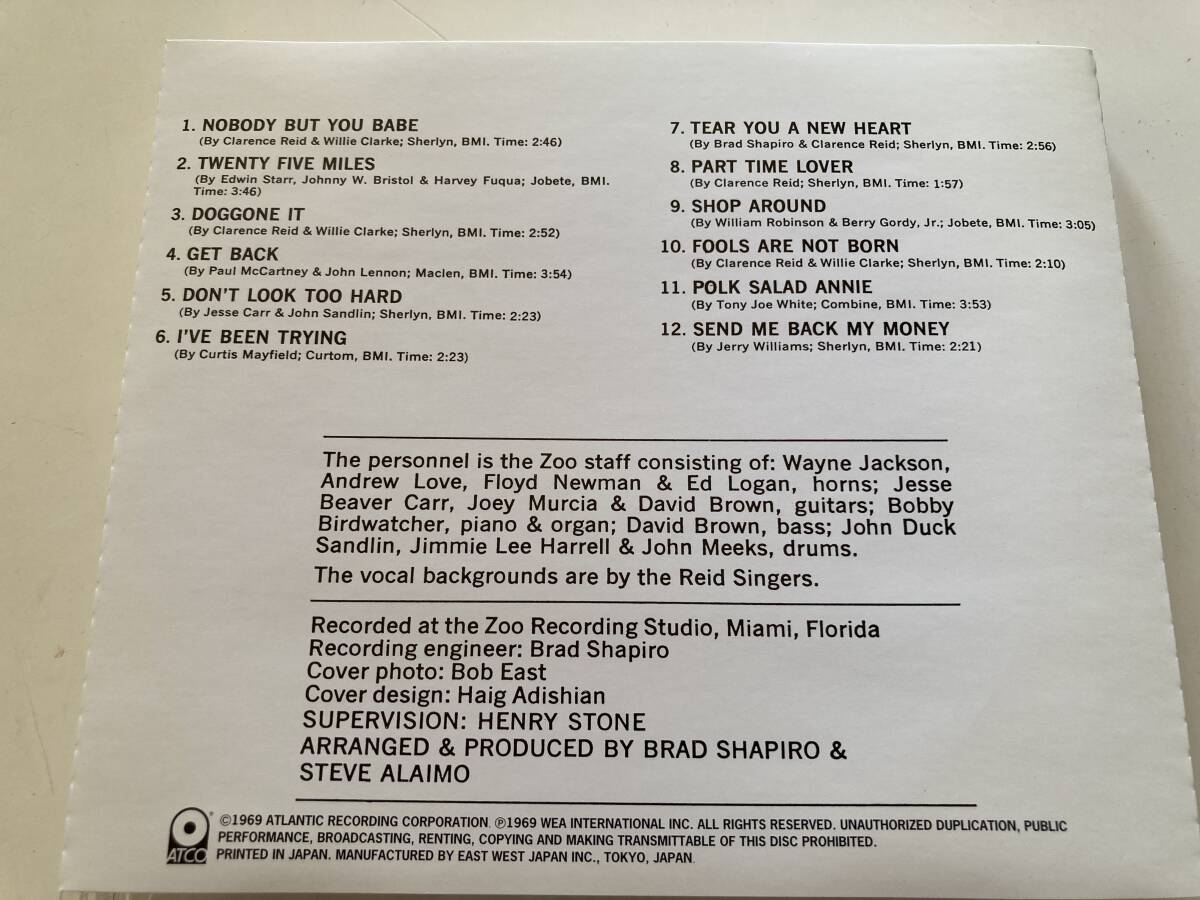 1. NOBODY BUT YOU BABE
(By Clarence Reid & Willie Clarke; Sherlyn, BMI. Time: 2:46)
2. TWENTY FIVE MILES
(By Edwin Starr, Johnny W. Bristol & Harvey Fuqua; Jobete, BMI.
Time: 3:46)
3. DOGGONE IT
(By Clarence Reid & Willie Clarke; Sherlyn, BMI. Time: 2:52)
4. GET BACK
(By Paul McCartney & John Lennon; Maclen, BMI. Time: 3:54)
5. DON'T LOOK TOO HARD
(By Jesse Carr & John Sandlin; Sherlyn, BMI. Time: 2:23)
6. I'VE BEEN TRYING
(By Curtis Mayfield; Curtom, BMI. Time: 2:23)
7. TEAR YOU A NEW HEART
(By Brad Shapiro & Clarence Reid; Sherlyn, BMI. Time: 2:56)
8. PART TIME LOVER
(By Clarence Reid; Sherlyn, BMI. Time: 1:57)
9. SHOP AROUND
(By William Robinson & Berry Gordy, Jr.; Jobete, BMI. Time: 3:05)
10. FOOLS ARE NOT BORN
(By Clarence Reid & Willie Clarke; Sherlyn, BMI. Time: 2:10)
11. POLK SALAD ANNIE
(By Tony Joe White; Combine, BMI. Time: 3:53)
12. SEND ME BACK MY MONEY
(By Jerry Williams; Sherlyn, BMI. Time: 2:21)
The personnel is the Zoo staff consisting of: Wayne Jackson,
Andrew Love, Floyd Newman & Ed Logan, horns; Jesse
Beaver Carr, Joey Murcia & David Brown, guitars; Bobby
Birdwatcher, piano & organ; David Brown, bass; John Duck
Sandlin, Jimmie Lee Harrell & John Meeks, drums.
The vocal backgrounds are by the Reid Singers.
Recorded at the Zoo Recording Studio, Miami, Florida
Recording engineer: Brad Shapiro
Cover photo: Bob East
Cover design: Haig Adishian
SUPERVISION: HENRY STONE
ARRANGED & PRODUCED BY BRAD SHAPIRO &
STEVE ALAIMO
ATCO
®
©1969 ATLANTIC RECORDING CORPORATION. ℗1969 WEA INTERNATIONAL INC. ALL RIGHTS RESERVED. UNAUTHORIZED DUPLICATION, PUBLIC
PERFORMANCE, BROADCASTING, RENTING, COPYING AND MAKING TRANSMITTABLE OF THIS DISC PROHIBITED.
PRINTED IN JAPAN. MANUFACTURED BY EAST WEST JAPAN INC., TOKYO, JAPAN.